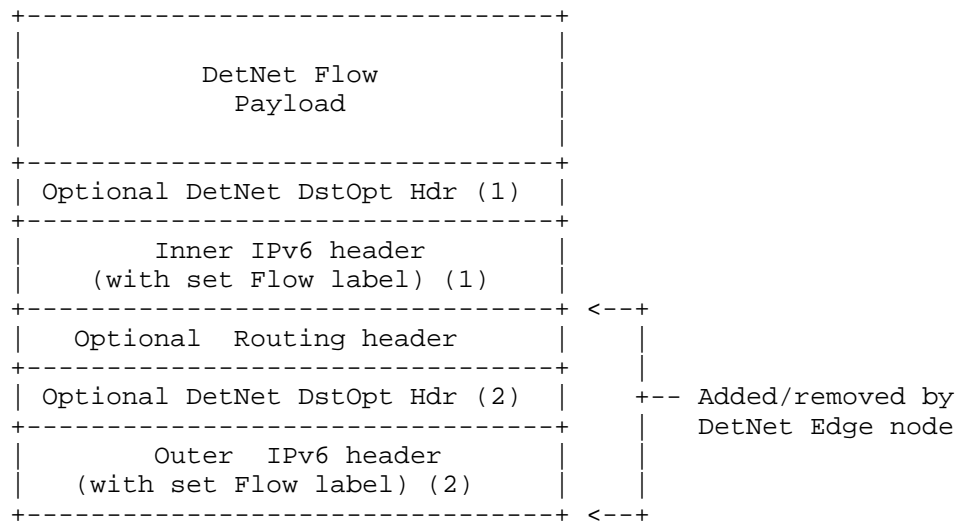 DetNet Flow
Payload
Optional DetNet DstOpt Hdr (1)
Inner IPv6 header
(with set Flow label) (1)
Optional Routing header
Optional DetNet DstOpt Hdr (2)
Added/removed by
DetNet Edge node
Outer IPv6 header
(with set Flow label) (2)